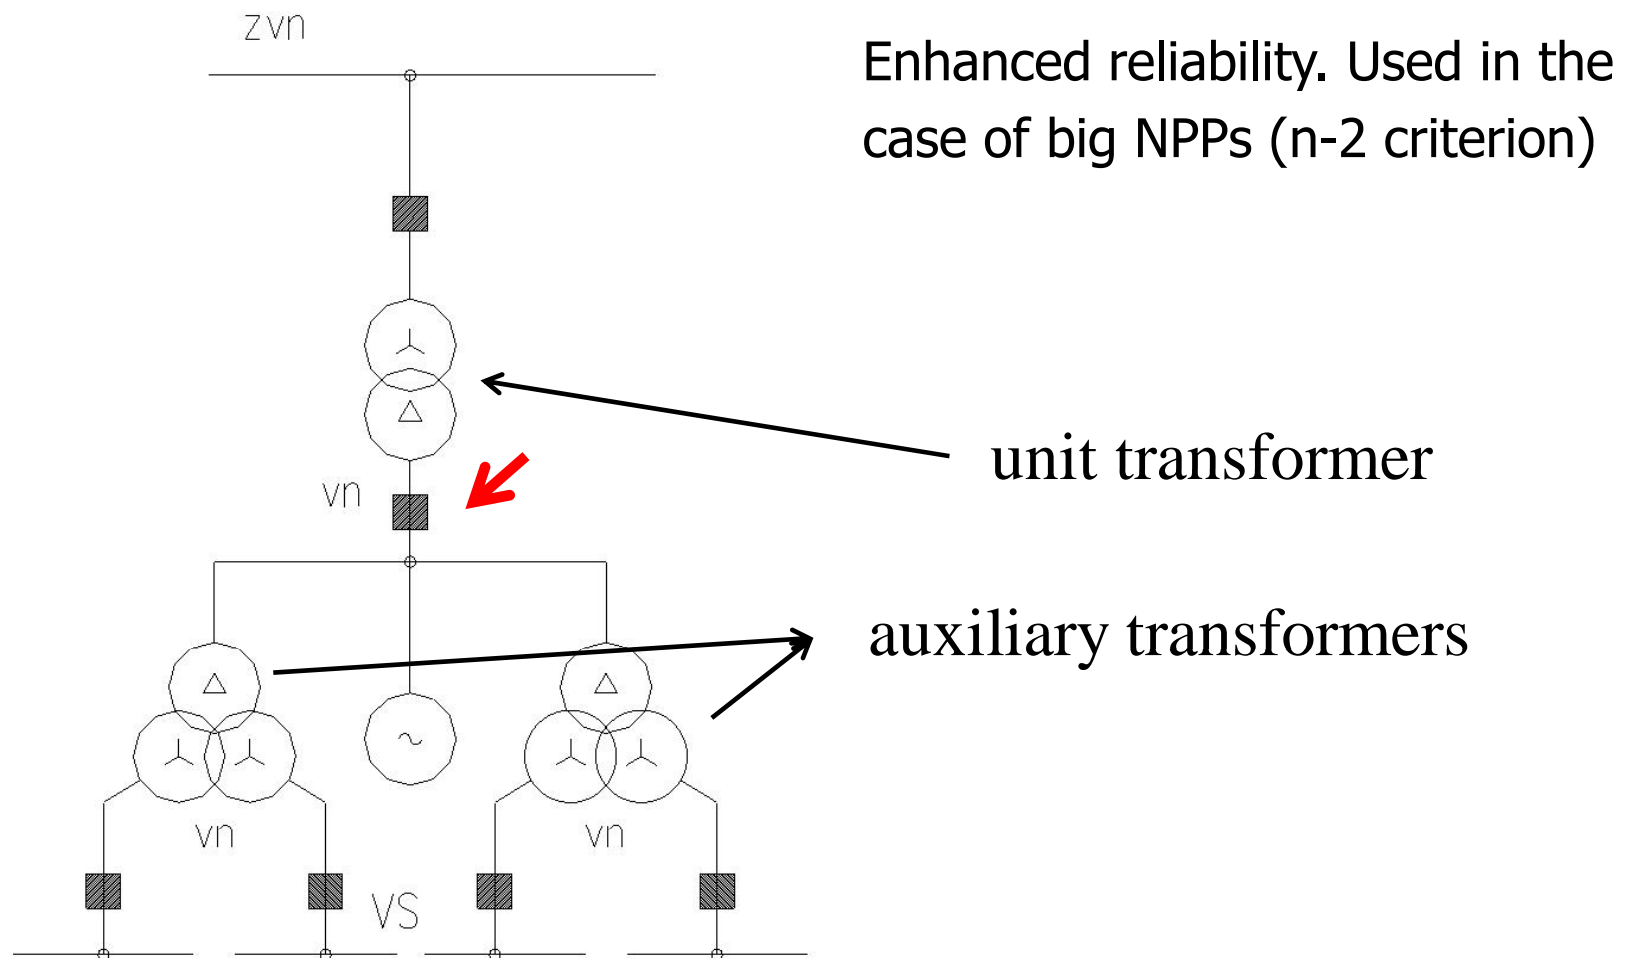 zvn
Enhanced reliability. Used in the
case of big NPPs (n-2 criterion)
unit transformer
vn
auxiliary transformers
vn
vn
VS